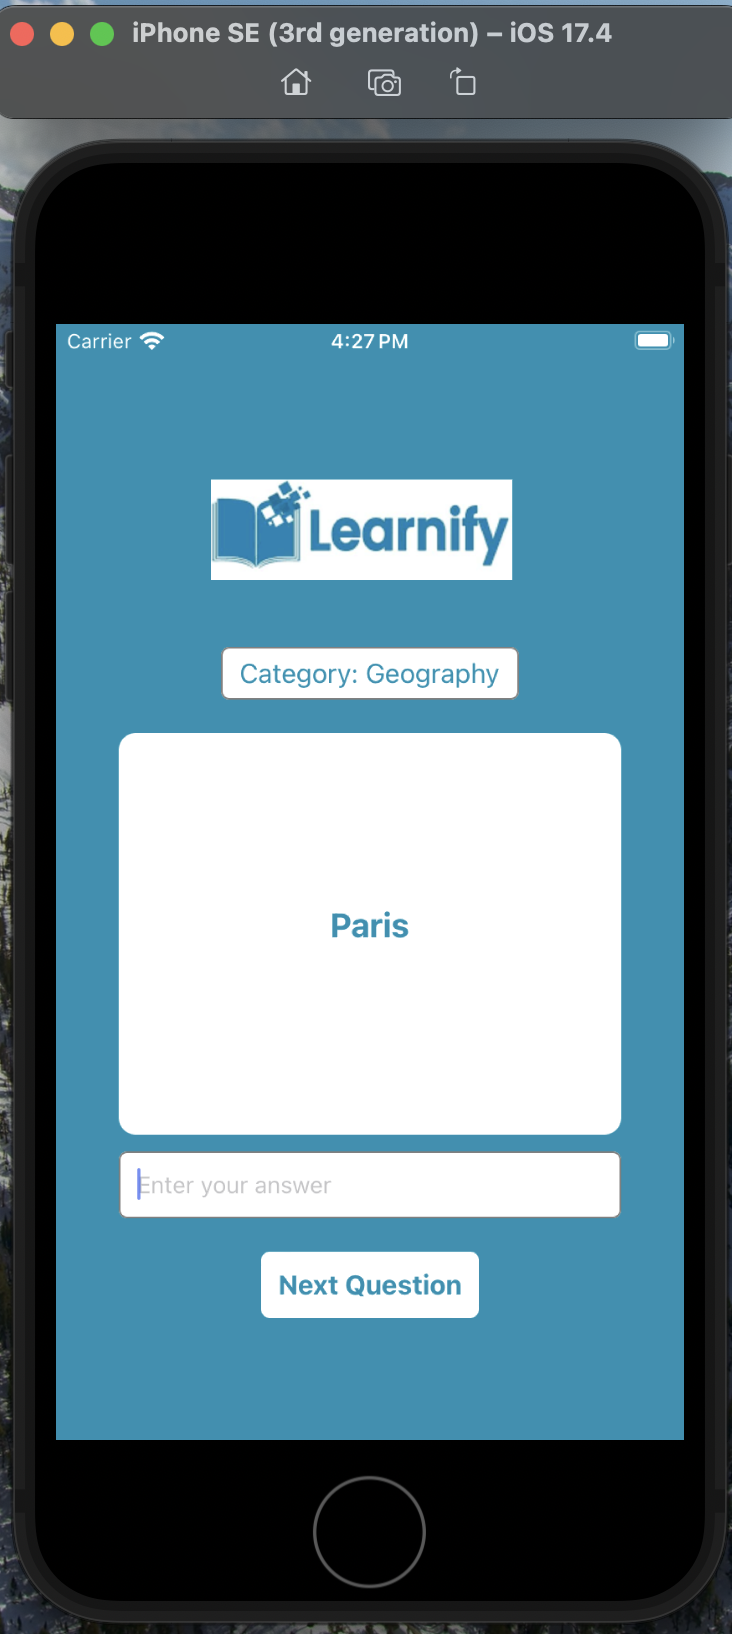 iPhone SE (3rd generation) – iOS 17.4
Carrier 4:27 PM
Learnify
Category: Geography
Paris
Enter your answer
Next Question